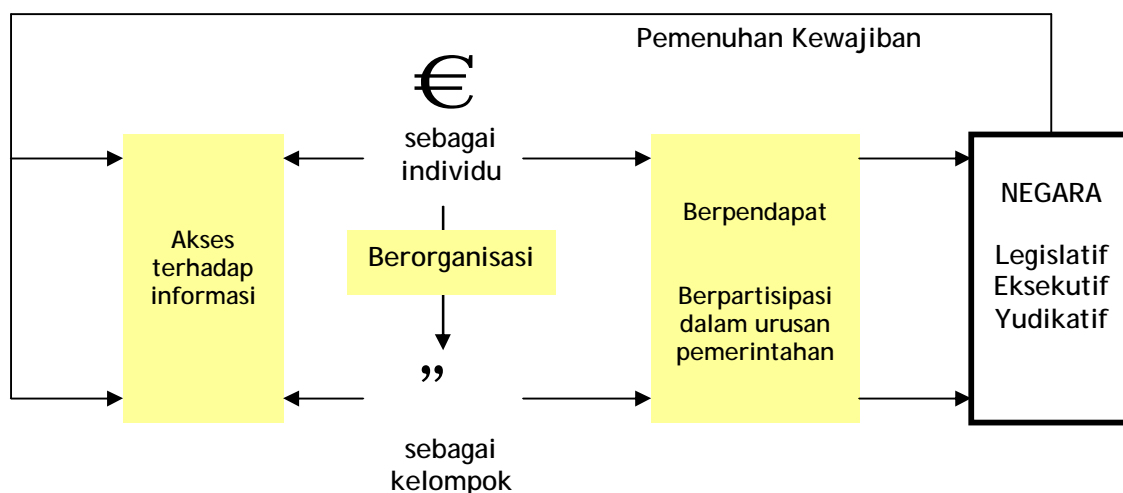 Pemenuhan Kewajiban
€
sebagai
individu
Akses
terhadap
informasi
Berorganisasi
”
sebagai
kelompok
Berpendapat
Berpartisipasi
dalam urusan
pemerintahan
NEGARA
Legislatif
Eksekutif
Yudikatif